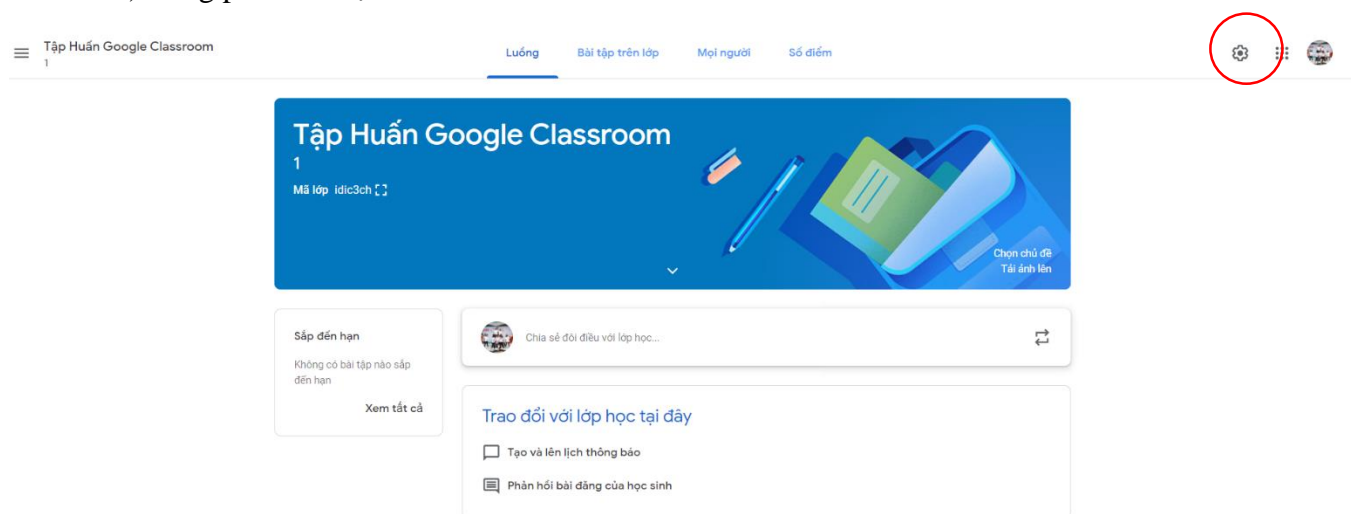 Tập Huấn Google Classroom
1
Luồng
Bài tập trên lớp
Mọi người
Số điểm
Tập Huấn Google Classroom
1
Mã lớp idic3ch
Chọn chủ đề
Tải ảnh lên
Sắp đến hạn
Không có bài tập nào sắp
đến hạn
Xem tất cả
Chia sẻ đôi điều với lớp học...
Trao đổi với lớp học tại đây
Tạo và lên lịch thông báo
Phản hồi bài đăng của học sinh